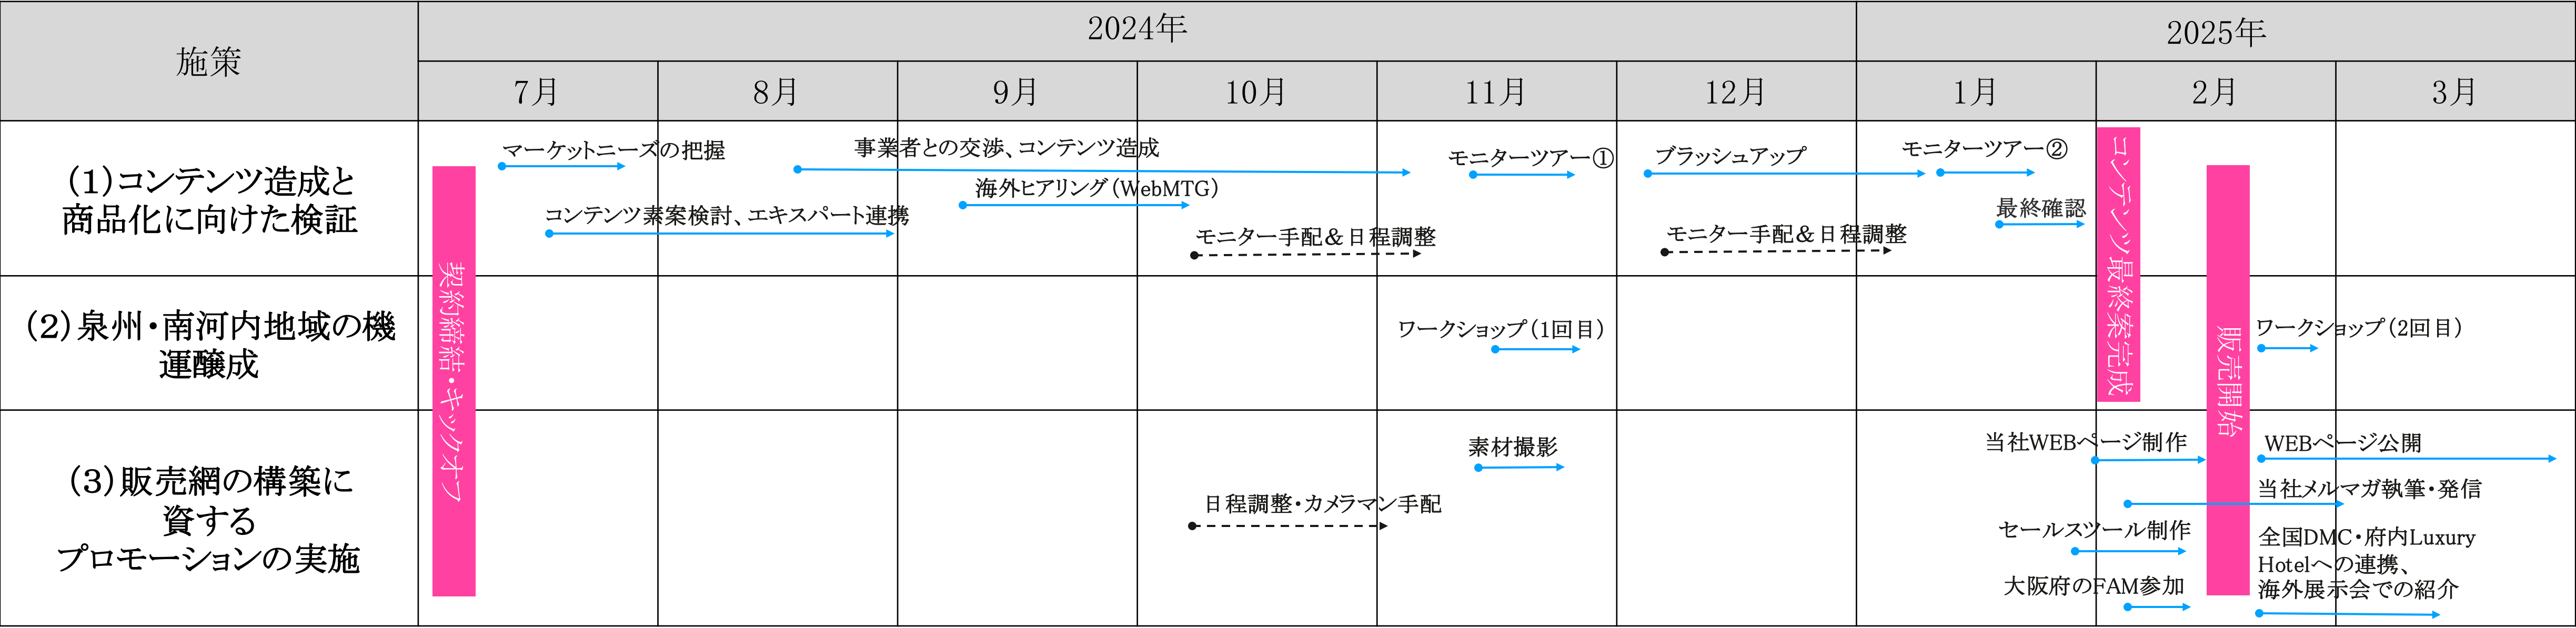 施策
2024年
2025年
7月
8月
9月
10月
11月
12月
1月
2月
3月
（1）コンテンツ造成と
商品化に向けた検証
マーケットニーズの把握
事業者との交渉、コンテンツ造成
モニターツアー①
ブラッシュアップ
モニターツアー②
海外ヒアリング（WebMTG）
コンテンツ素案検討、エキスパート連携
最終確認
モニター手配＆日程調整
モニター手配＆日程調整
契約締結・キックオフ
コンテンツ最終案完成
販売開始
（2）泉州・南河内地域の機
運醸成
ワークショップ（1回目）
ワークショップ（2回目）
（3）販売網の構築に
資する
プロモーションの実施
素材撮影
日程調整・カメラマン手配
当社WEBページ制作
WEBページ公開
当社メルマガ執筆・発信
セールスツール制作
全国DMC・府内Luxury
Hotelへの連携、
海外展示会での紹介
大阪府のFAM参加